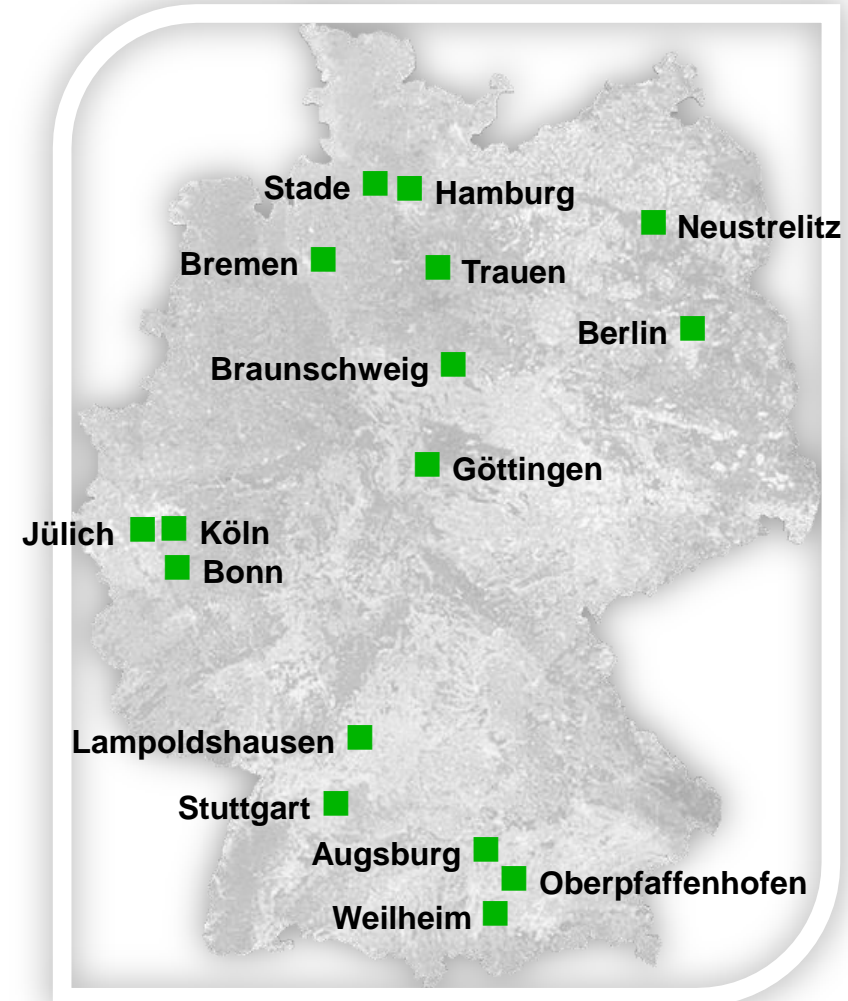 Stade
Hamburg
Neustrelitz
Bremen
Trauen
Berlin
Braunschweig
Göttingen
Jülich
Köln
Bonn
Lampoldshausen
Stuttgart
Augsburg
Oberpfaffenhofen
Weilheim